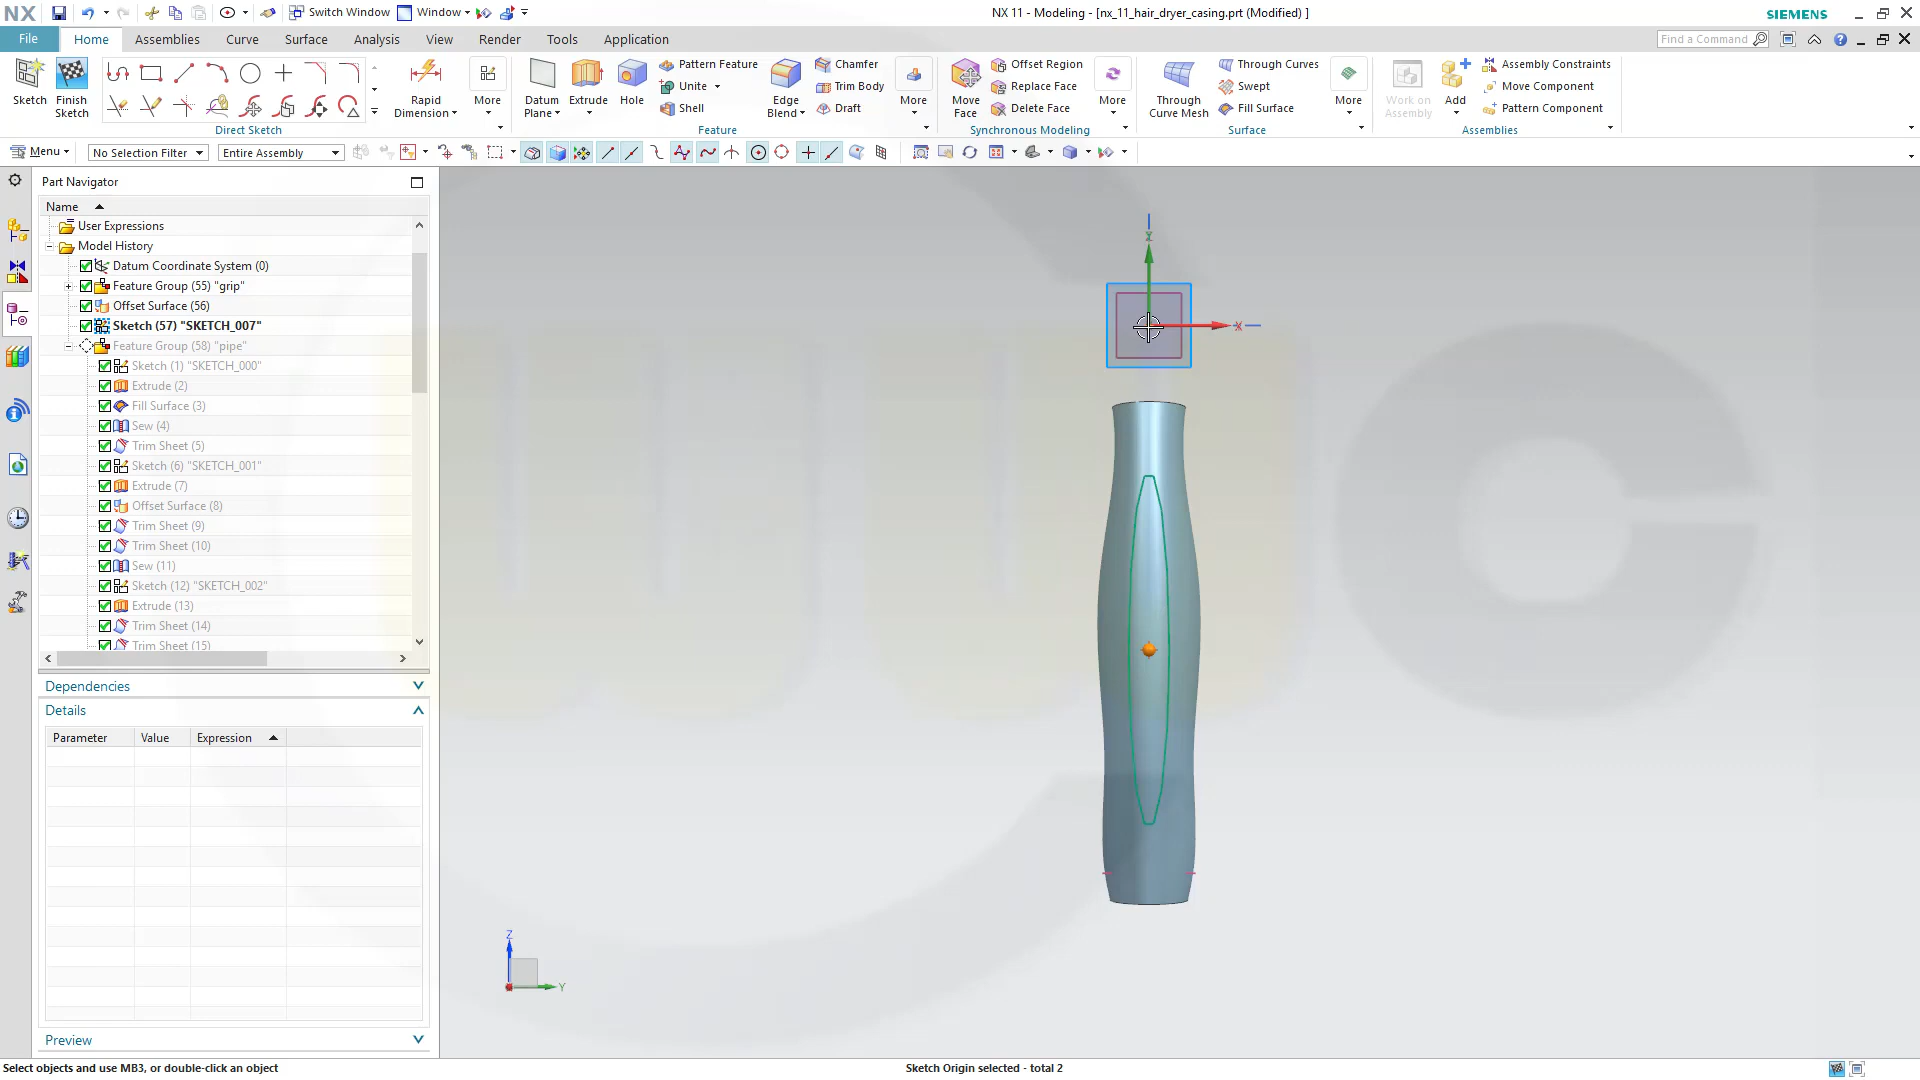 NX
Switch Window
Window
NX 11 - Modeling - [nx_11_hair_dryer_casing.prt (Modified) ]
SIEMENS
File
Home
Assemblies
Curve
Surface
Analysis
View
Render
Tools
Application
Find a Command
Sketch
Finish Sketch
Direct Sketch
Rapid Dimension
More
Datum Plane
Extrude
Hole
Pattern Feature
Unite
Shell
Edge Blend
Chamfer
Trim Body
Draft
More
Feature
Move Face
Offset Region
Replace Face
Delete Face
More
Synchronous Modeling
Through Curve Mesh
Through Curves
Swept
Fill Surface
More
Surface
Work on Assembly
Add
Assembly Constraints
Move Component
Pattern Component
Assemblies
Menu
No Selection Filter
Entire Assembly
Part Navigator
Name
User Expressions
Model History
Datum Coordinate System (0)
Feature Group (55) "grip"
Offset Surface (56)
Sketch (57) "SKETCH_007"
Feature Group (58) "pipe"
Sketch (1) "SKETCH_000"
Extrude (2)
Fill Surface (3)
Sew (4)
Trim Sheet (5)
Sketch (6) "SKETCH_001"
Extrude (7)
Offset Surface (8)
Trim Sheet (9)
Trim Sheet (10)
Sew (11)
Sketch (12) "SKETCH_002"
Extrude (13)
Trim Sheet (14)
Trim Sheet (15)
Dependencies
Details
Parameter
Value
Expression
Preview
X
Z
Y
Select objects and use MB3, or double-click an object
Sketch Origin selected - total 2